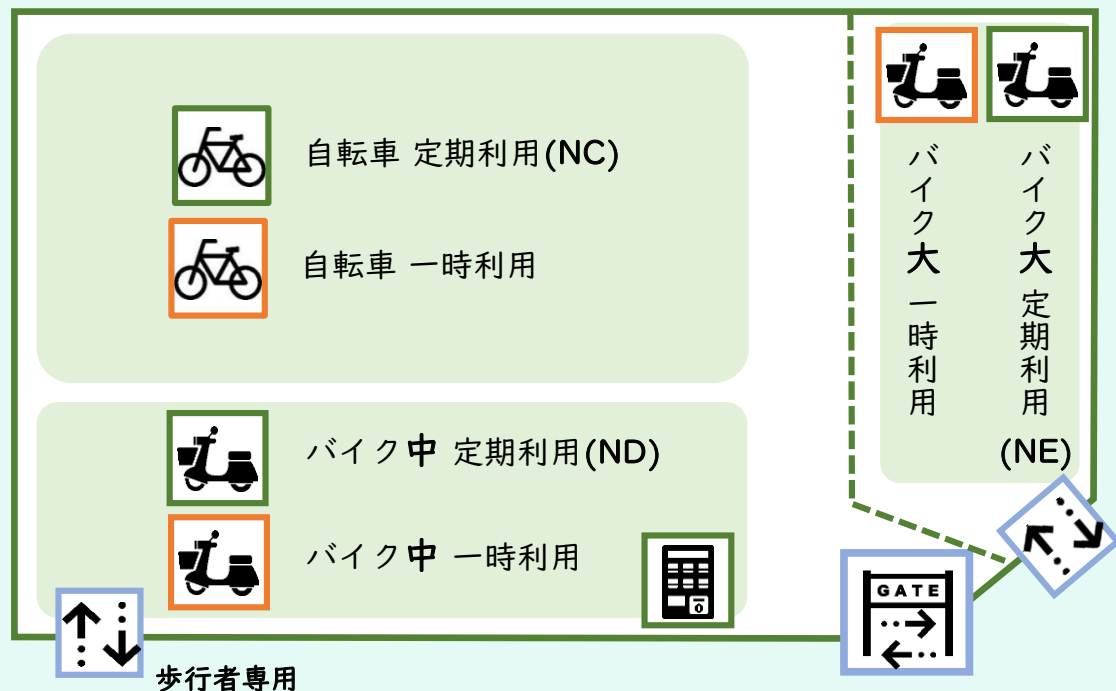 自転車 定期利用(NC)
自転車 一時利用
バイク中 定期利用(ND)
バイク中 一時利用
バイク大 一時利用
バイク大 定期利用
(NE)
GATE
歩行者専用